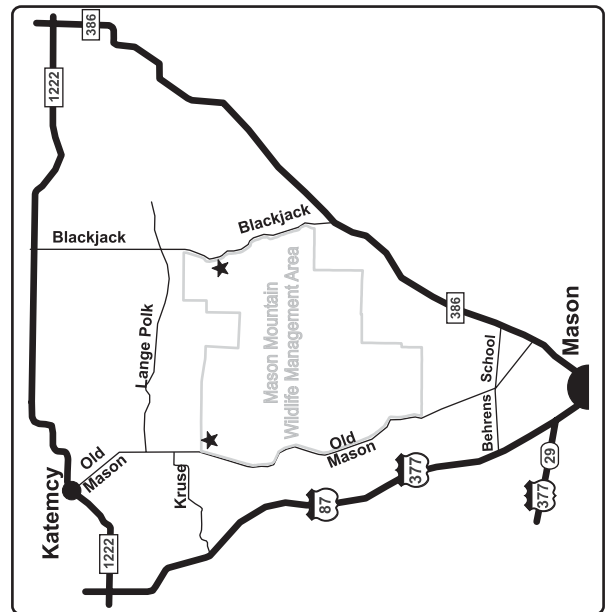 386
1222
Blackjack
Blackjack
Lange Polk
Mason Mountain
Wildlife Management Area
386
Mason
School
Behrens
Old
Mason
Old
Mason
Kruse
Katemcy
1222
87
377
29
377